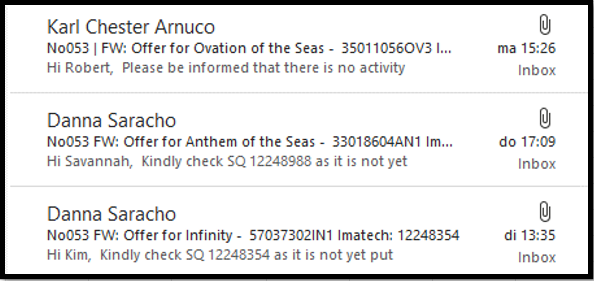 Karl Chester Arnuco
No053 | FW: Offer for Ovation of the Seas - 35011056OV3 I... ma 15:26
Hi Robert, Please be informed that there is no activity Inbox
Danna Saracho
No053 FW: Offer for Anthem of the Seas - 33018604AN1 Im... do 17:09
Hi Savannah, Kindly check SQ 12248988 as it is not yet Inbox
Danna Saracho
No053 FW: Offer for Infinity - 57037302IN1 Imatech: 12248354 di 13:35
Hi Kim, Kindly check SQ 12248354 as it is not yet put Inbox